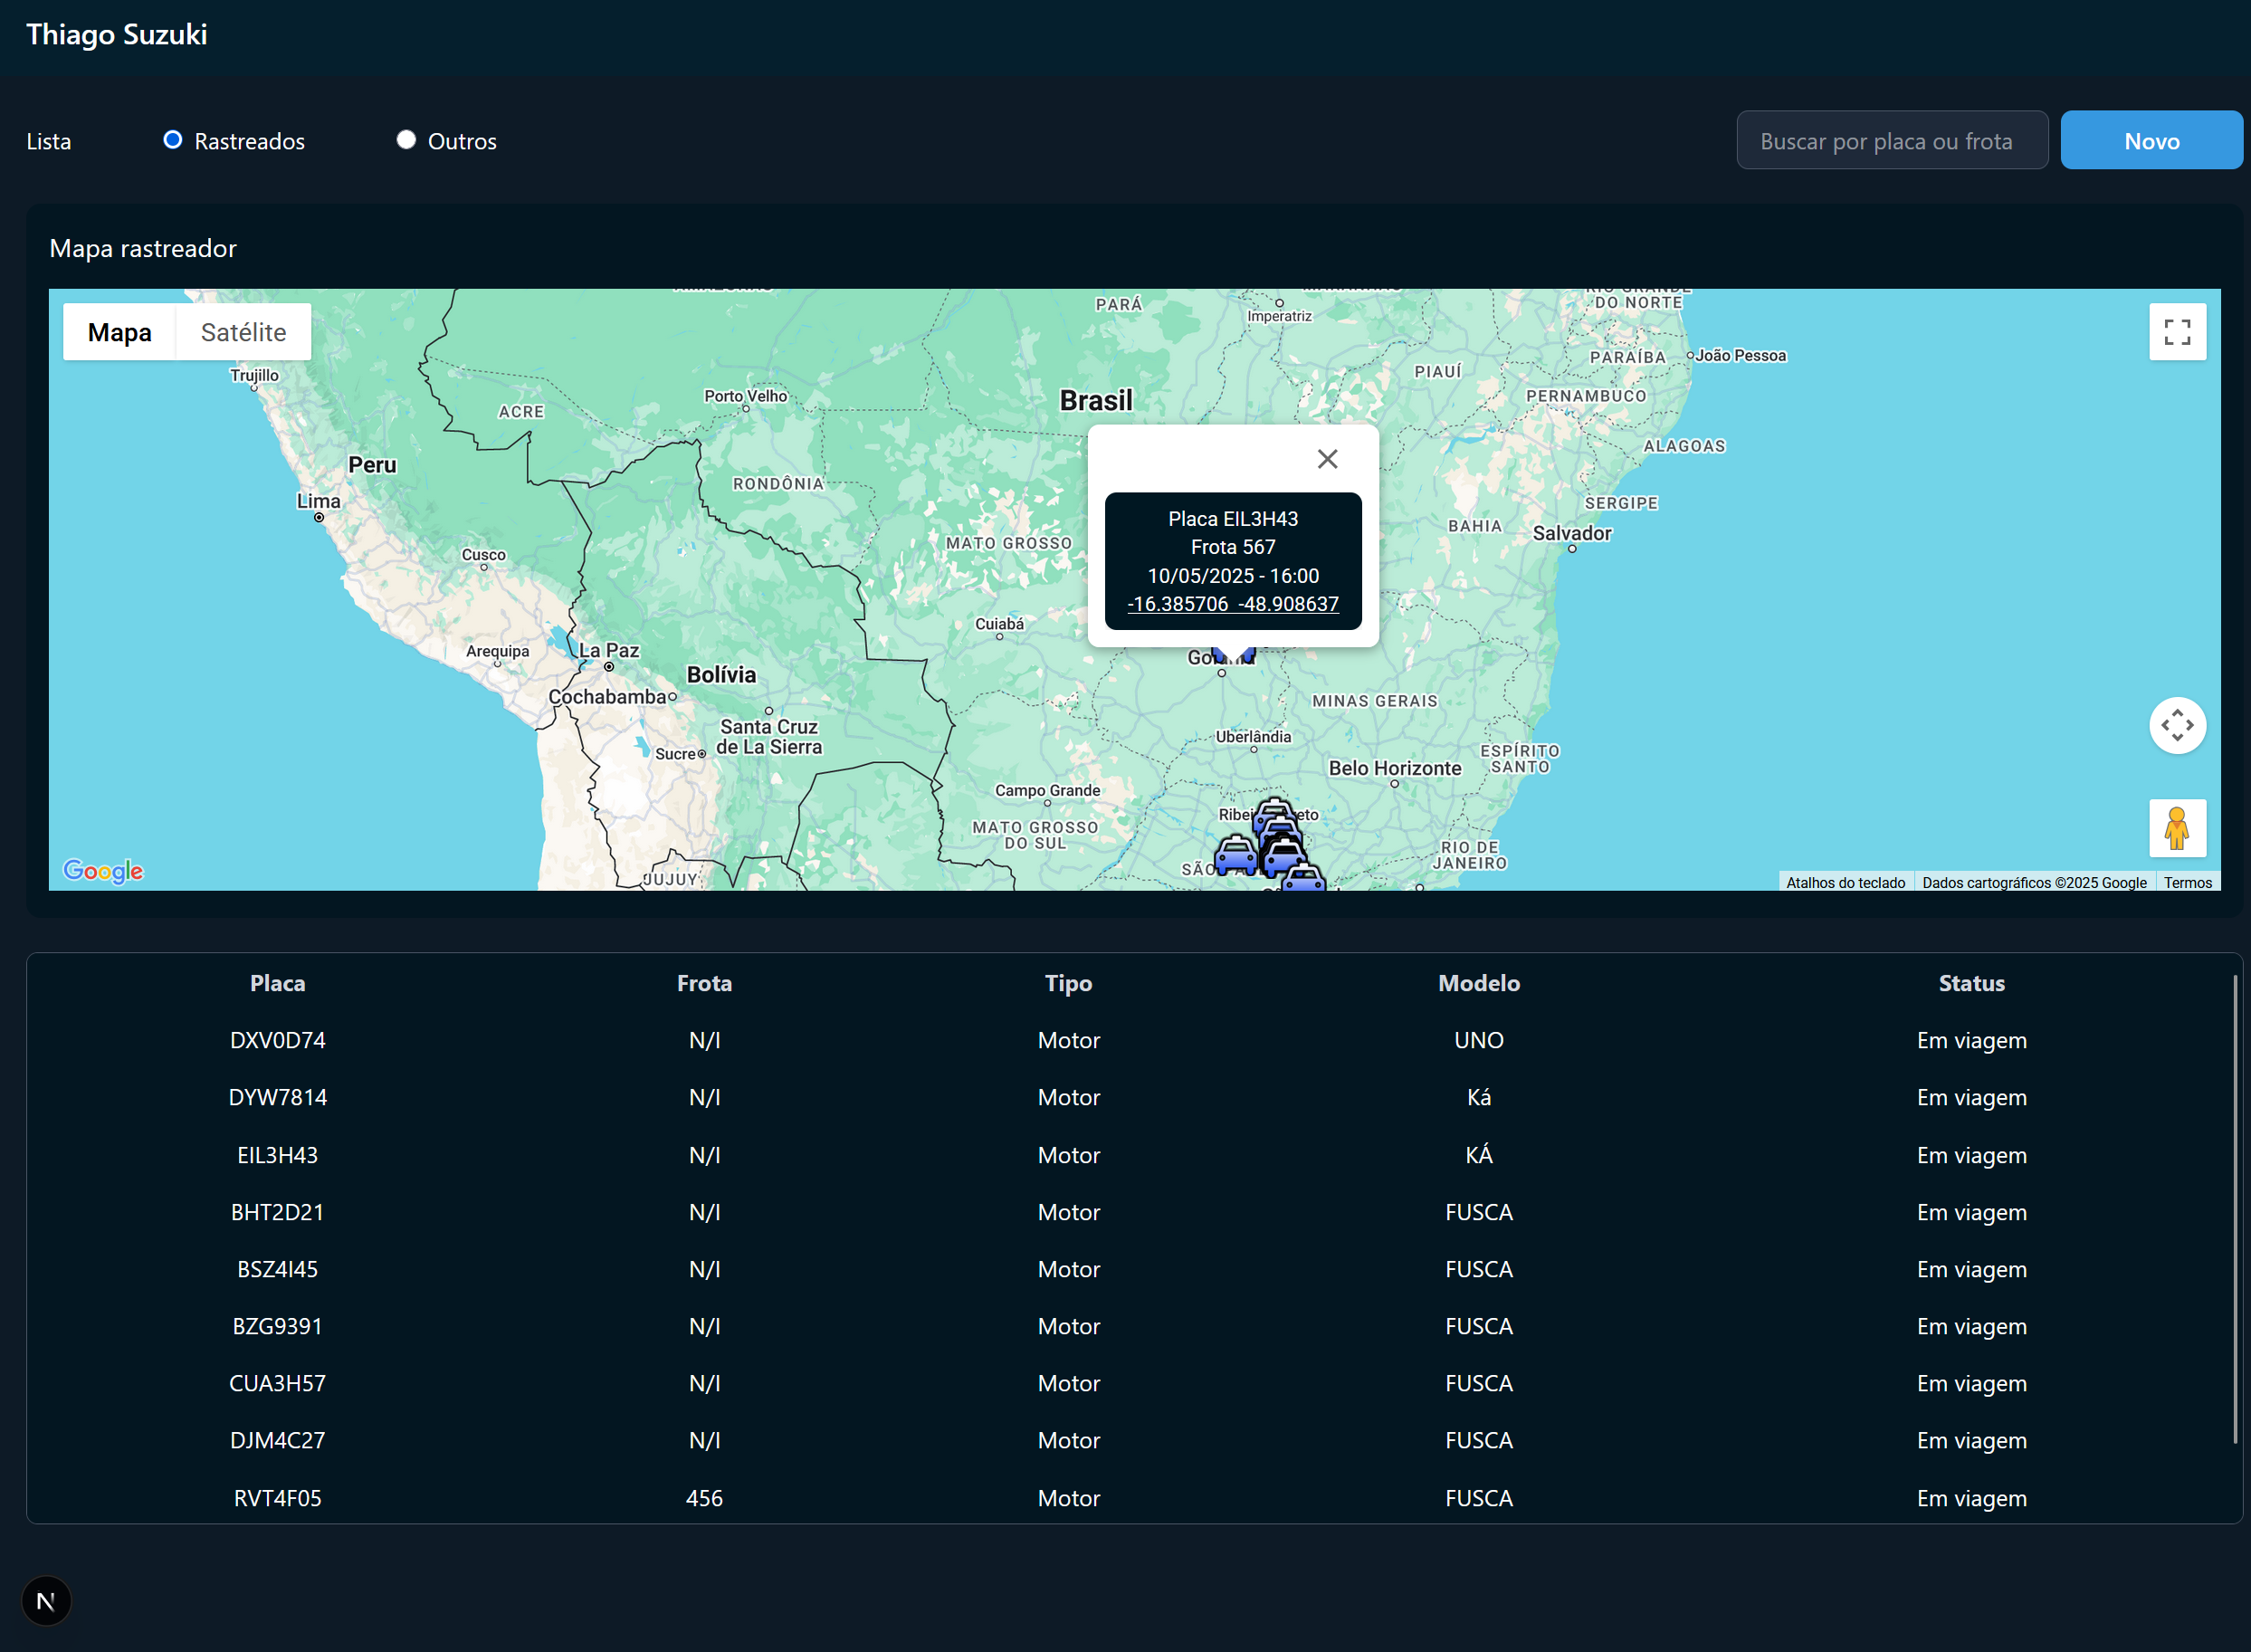 Thiago Suzuki
Lista Rastreados Outros Buscar por placa ou frota Novo
Mapa rastreador
Mapa Satélite
PARÁ
Imperatriz
DO NORTE
PARAÍBA
João Pessoa
PIAUÍ
Trujillo
Porto Velho
Brasil
PERNAMBUCO
ACRE
ALAGOAS
Peru
RONDÔNIA
Lima
SERGIPE
BAHIA
Salvador
MATO GROSSO
Cusco
Placa EIL3H43
Frota 567
10/05/2025 - 16:00
-16.385706 -48.908637
Cuiabá
Arequipa
La Paz
Bolívia
Cochabamba
MINAS GERAIS
Santa Cruz
de La Sierra
Sucre
Uberlândia
ESPÍRITO
SANTO
Belo Horizonte
Campo Grande
MATO GROSSO
DO SUL
RIO DE
JANEIRO
JUJUY
Google
Atalhos do teclado Dados cartográficos ©2025 Google Termos
Placa Frota Tipo Modelo Status
DXV0D74 N/I Motor UNO Em viagem
DYW7814 N/I Motor Ká Em viagem
EIL3H43 N/I Motor KÁ Em viagem
BHT2D21 N/I Motor FUSCA Em viagem
BSZ4I45 N/I Motor FUSCA Em viagem
BZG9391 N/I Motor FUSCA Em viagem
CUA3H57 N/I Motor FUSCA Em viagem
DJM4C27 N/I Motor FUSCA Em viagem
RVT4F05 456 Motor FUSCA Em viagem
N